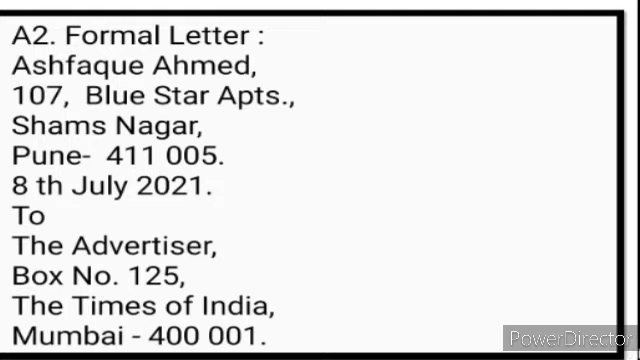 A2. Formal Letter :
Ashfaque Ahmed,
107,  Blue Star Apts.,
Shams Nagar,
Pune-  411 005.
8 th July 2021.
To
The Advertiser,
Box No. 125,
The Times of India,
Mumbai - 400 001.
PowerDirector